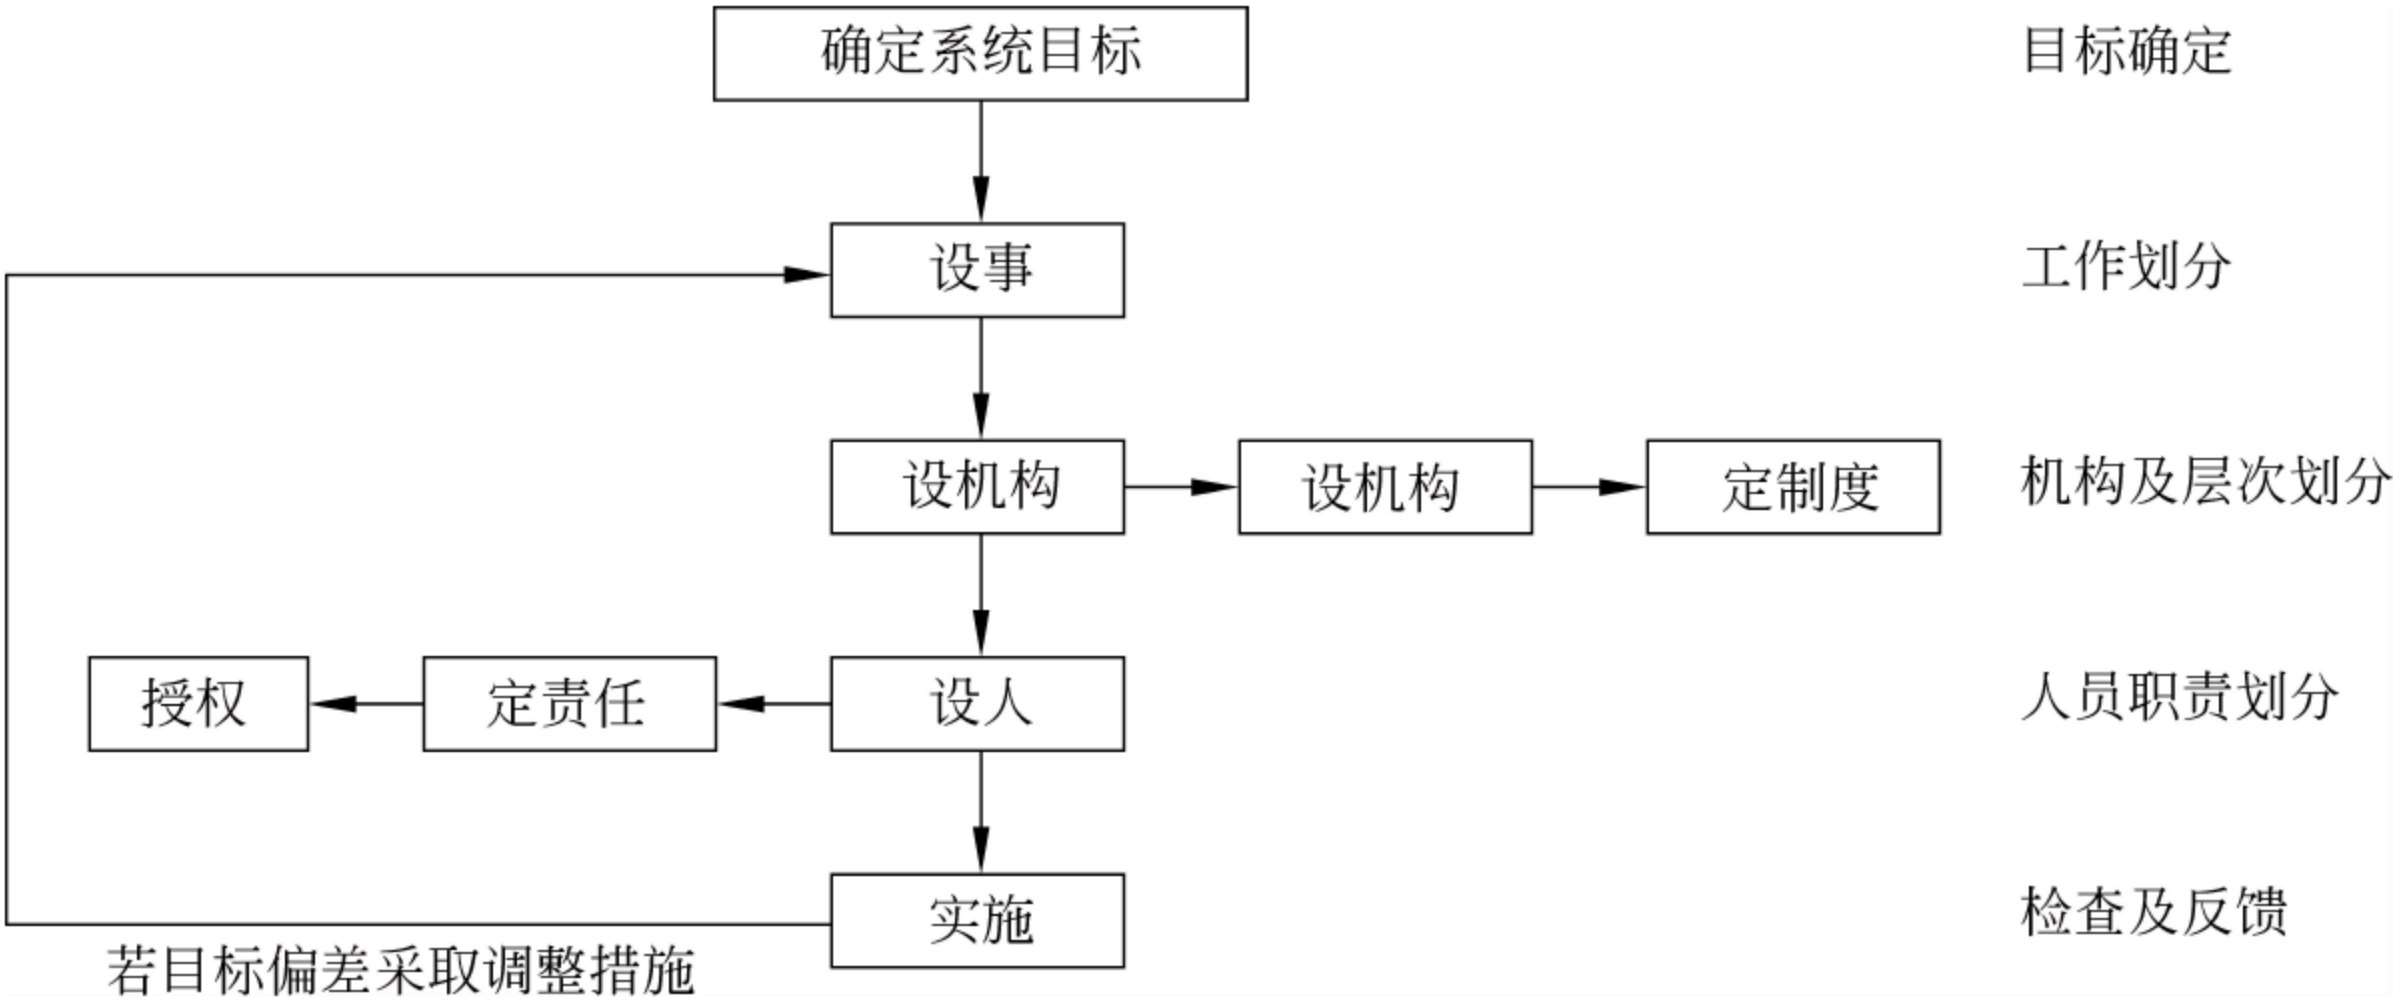 确定系统目标
目标确定
设事
工作划分
设机构
设机构
定制度
机构及层次划分
授权
定责任
设人
人员职责划分
实施
检查及反馈
若目标偏差采取调整措施